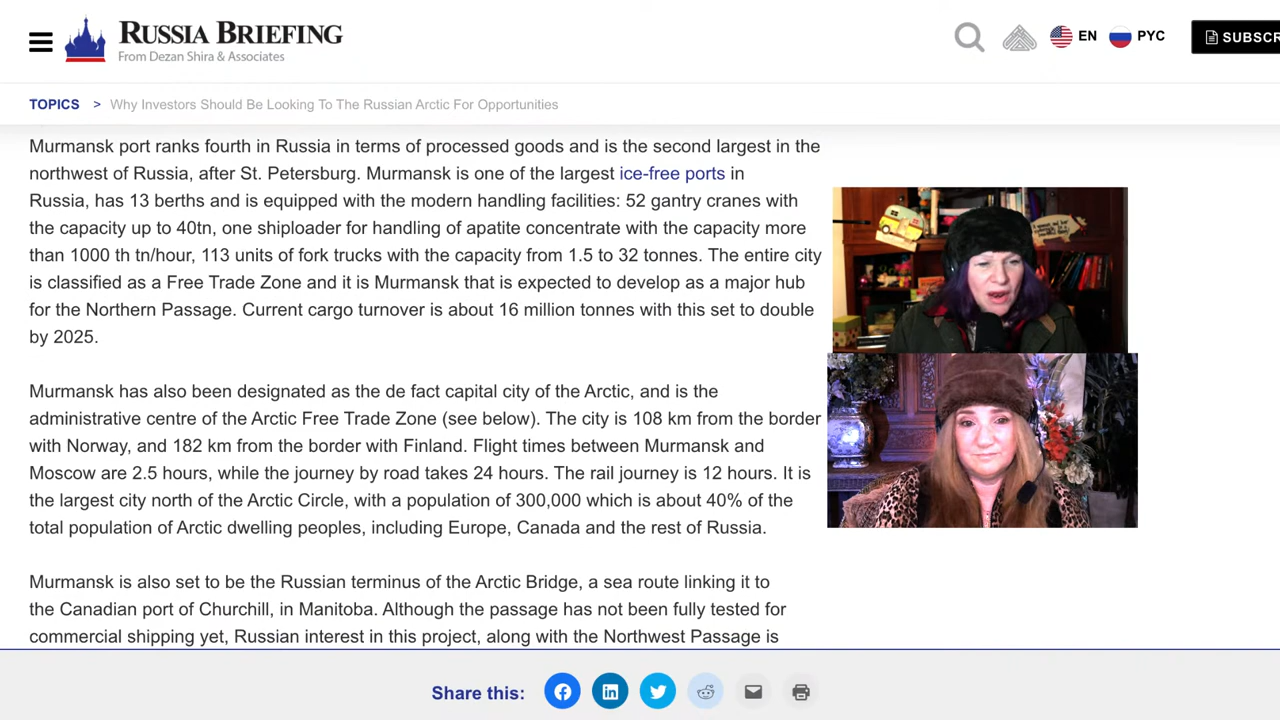 RUSSIA BRIEFING
From Dezan Shira & Associates
EN
РУС
SUBSCR
TOPICS > Why Investors Should Be Looking To The Russian Arctic For Opportunities
Murmansk port ranks fourth in Russia in terms of processed goods and is the second largest in the
northwest of Russia, after St. Petersburg. Murmansk is one of the largest ice-free ports in
Russia, has 13 berths and is equipped with the modern handling facilities: 52 gantry cranes with
the capacity up to 40tn, one shiploader for handling of apatite concentrate with the capacity more
than 1000 th tn/hour, 113 units of fork trucks with the capacity from 1.5 to 32 tonnes. The entire city
is classified as a Free Trade Zone and it is Murmansk that is expected to develop as a major hub
for the Northern Passage. Current cargo turnover is about 16 million tonnes with this set to double
by 2025.
Murmansk has also been designated as the de fact capital city of the Arctic, and is the
administrative centre of the Arctic Free Trade Zone (see below). The city is 108 km from the border
with Norway, and 182 km from the border with Finland. Flight times between Murmansk and
Moscow are 2.5 hours, while the journey by road takes 24 hours. The rail journey is 12 hours. It is
the largest city north of the Arctic Circle, with a population of 300,000 which is about 40% of the
total population of Arctic dwelling peoples, including Europe, Canada and the rest of Russia.
Murmansk is also set to be the Russian terminus of the Arctic Bridge, a sea route linking it to
the Canadian port of Churchill, in Manitoba. Although the passage has not been fully tested for
commercial shipping yet, Russian interest in this project, along with the Northwest Passage is
Share this: